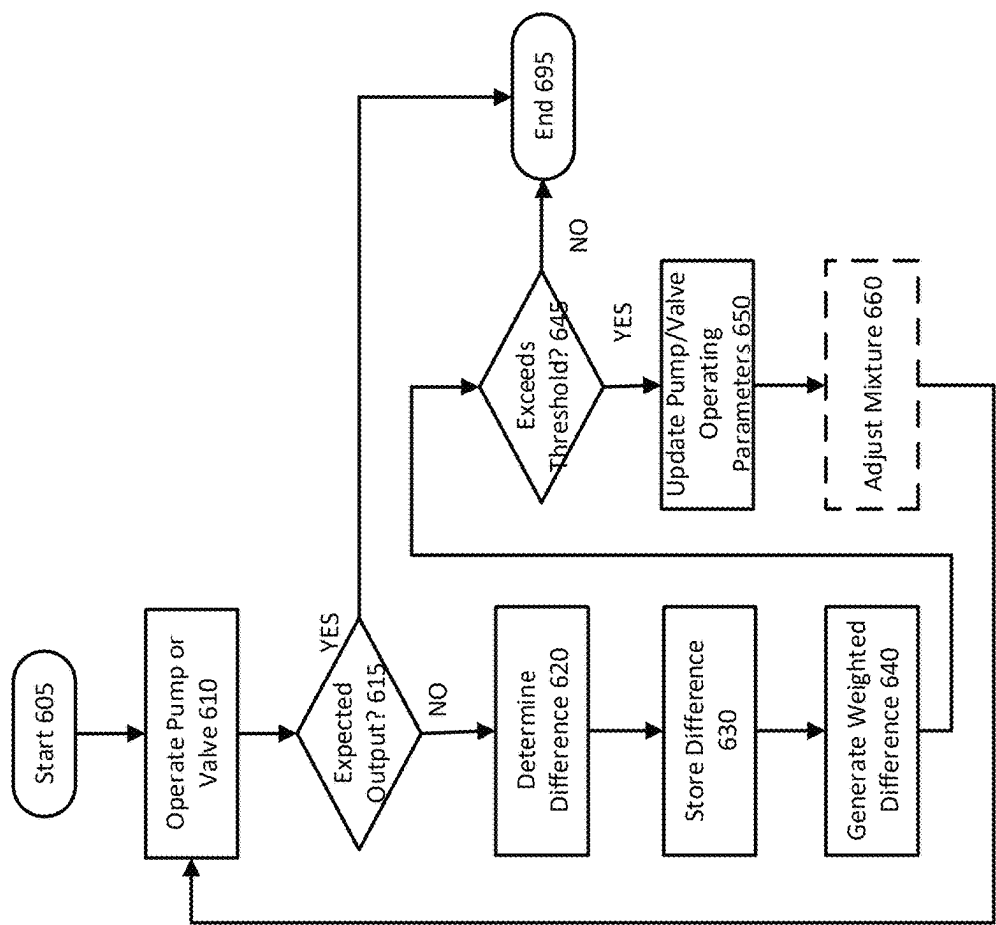 Start 605
Operate Pump or
Valve 610
Expected
Output? 615
YES
NO
Determine
Difference 620
Store Difference
630
Generate Weighted
Difference 640
Exceeds
Threshold? 645
NO
YES
Update Pump/Valve
Operating
Parameters 650
Adjust Mixture 660
End 695